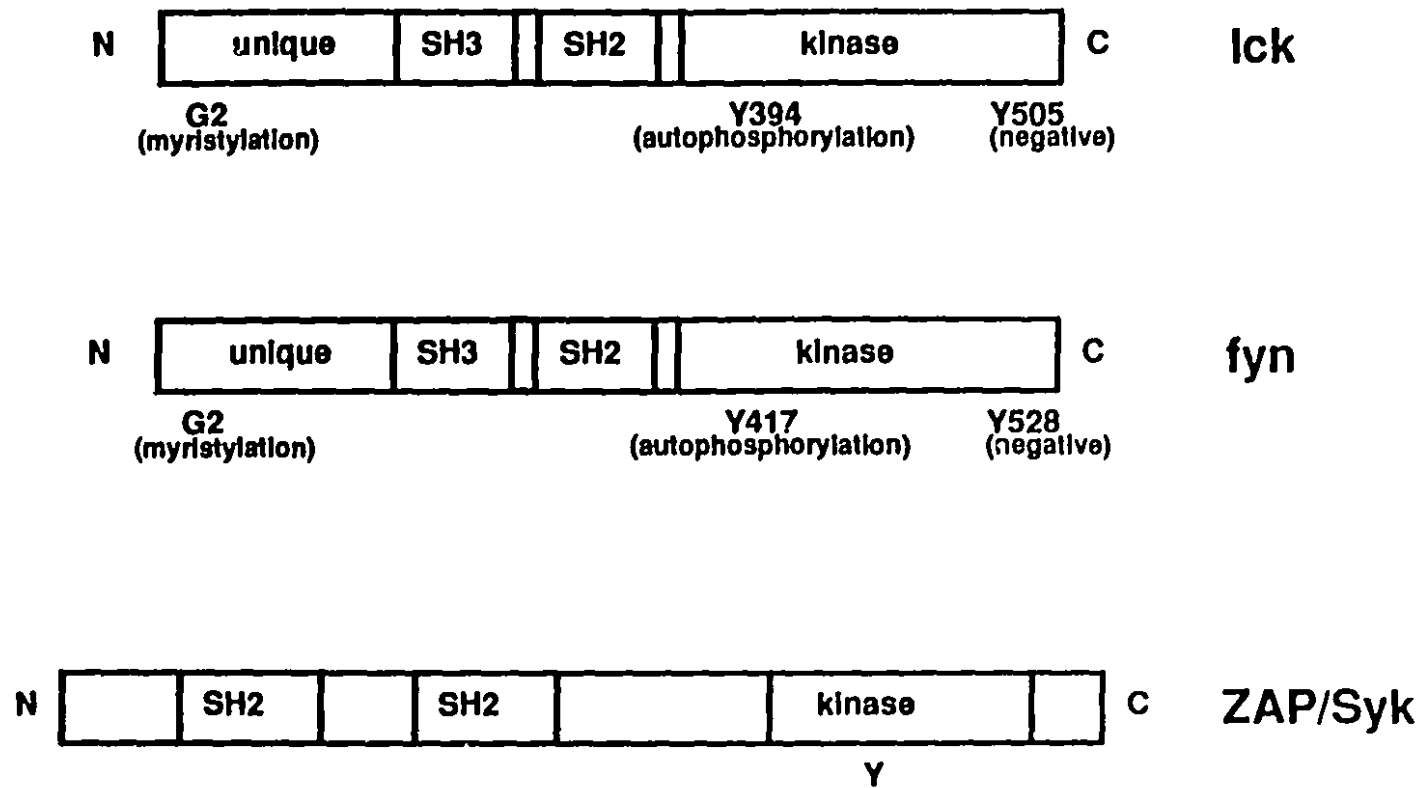 N unique SH3 SH2 kinase C lck
G2 Y394 Y505
(myristylation) (autophosphorylation) (negative)
N unique SH3 SH2 kinase C fyn
G2 Y417 Y528
(myristylation) (autophosphorylation) (negative)
N SH2 SH2 kinase C ZAP/Syk
Y